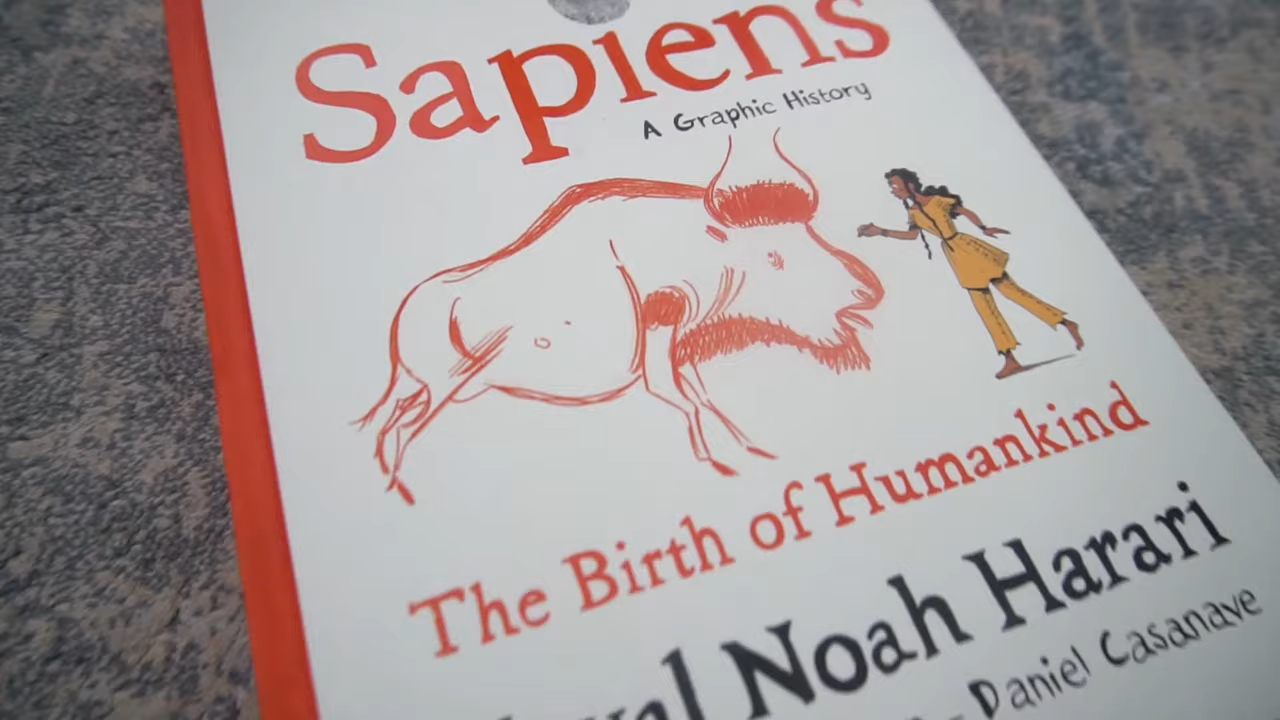 Sapiens
A Graphic History
The Birth of Humankind
Noah Harari
Daniel Casanave